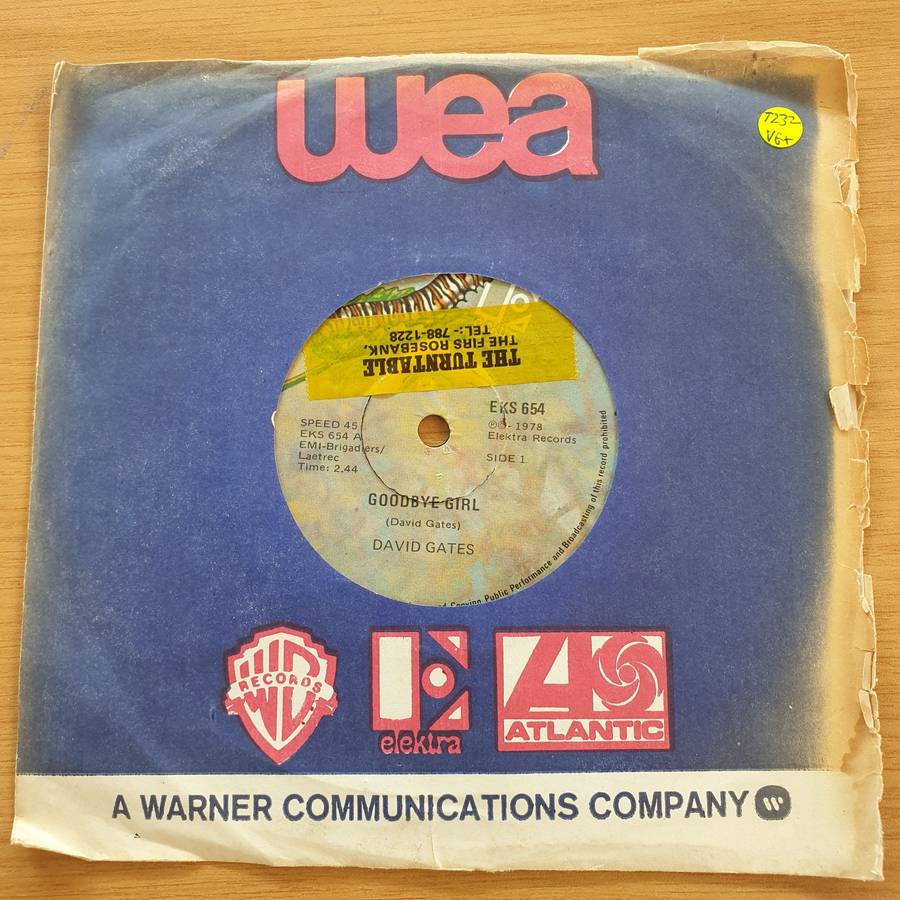 wea
T232
VG+
THE TURNTABLE
THE FIRS ROSEBANK,
TEL:- 788-1228
SPEED 45
EKS 654 A
EMI-Brigadiers/
Laetrec
Time: 2.44
EKS 654
℗©- 1978
Elektra Records
SIDE 1
GOODBYE GIRL
(David Gates)
DAVID GATES
Copying Public Performance and Broadcasting of this record prohibited
WB
RECORDS
E
elektra
A
ATLANTIC
A WARNER COMMUNICATIONS COMPANY